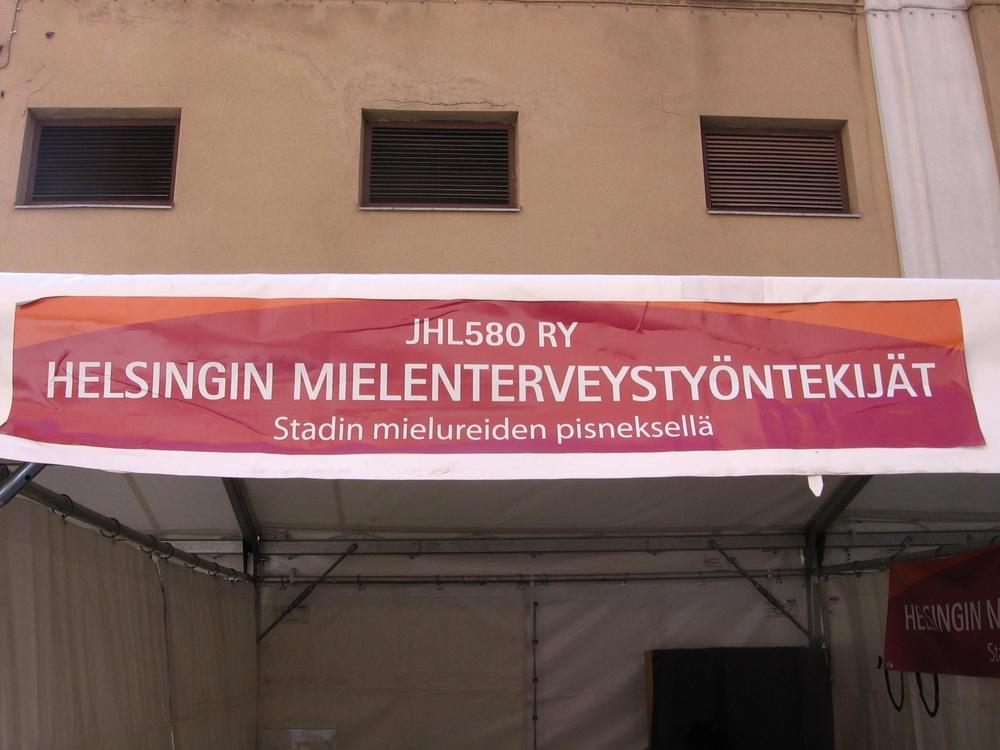 JHL580 RY
HELSINGIN MIELENTERVEYSTYÖNTEKIJÄT
Stadin mielureiden pisneksellä
HELSINGIN